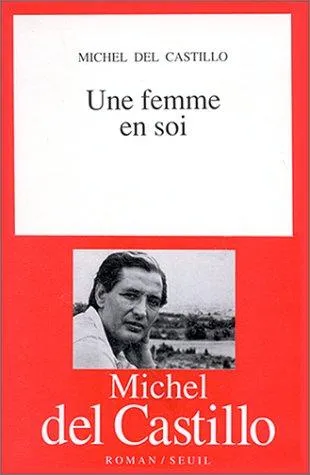 MICHEL DEL CASTILLO
Une femme
en soi
Michel
del Castillo
ROMAN / SEUIL